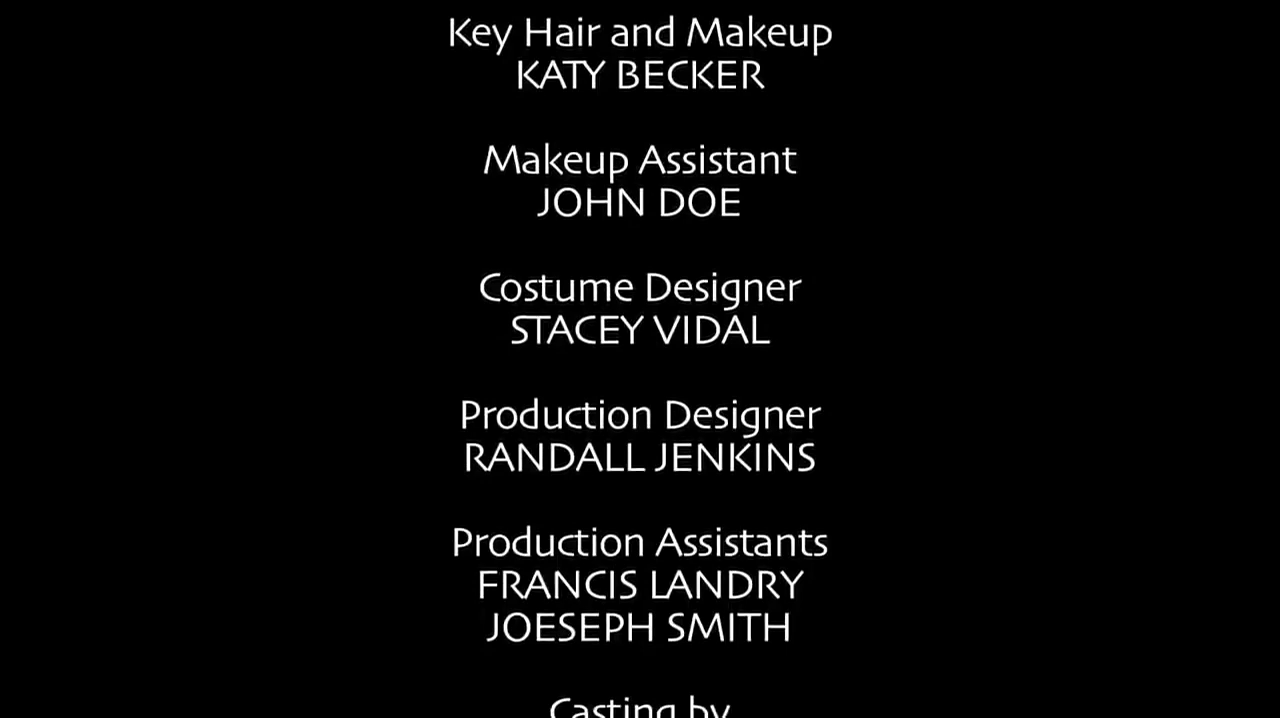 Key Hair and Makeup
KATY BECKER
Makeup Assistant
JOHN DOE
Costume Designer
STACEY VIDAL
Production Designer
RANDALL JENKINS
Production Assistants
FRANCIS LANDRY
JOESEPH SMITH
Casting by